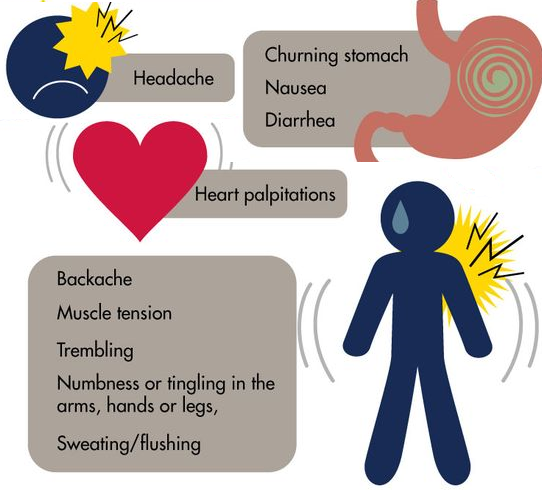 Headache
Churning stomach
Nausea
Diarrhea
Heart palpitations
Backache
Muscle tension
Trembling
Numbness or tingling in the
arms, hands or legs,
Sweating/flushing